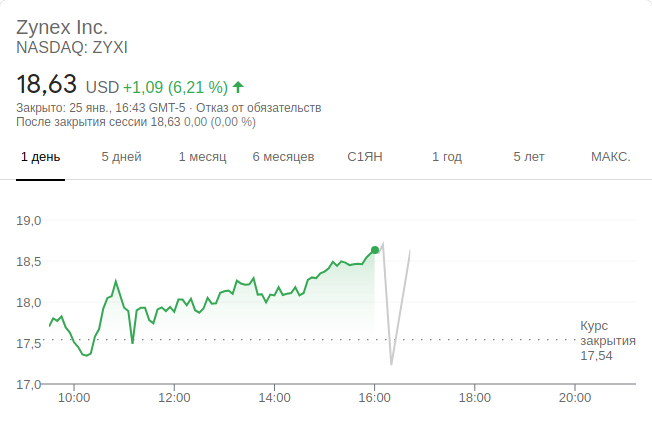 Zynex Inc.
NASDAQ: ZYXI
18,63 USD +1,09 (6,21 %)
Закрыто: 25 янв., 16:43 GMT-5 · Отказ от обязательств
После закрытия сессии 18,63 0,00 (0,00 %)
1 день 5 дней 1 месяц 6 месяцев С1ЯН 1 год 5 лет МАКС.
19,0
18,5
18,0
17,5
17,0
Курс
закрытия
17,54
10:00 12:00 14:00 16:00 18:00 20:00